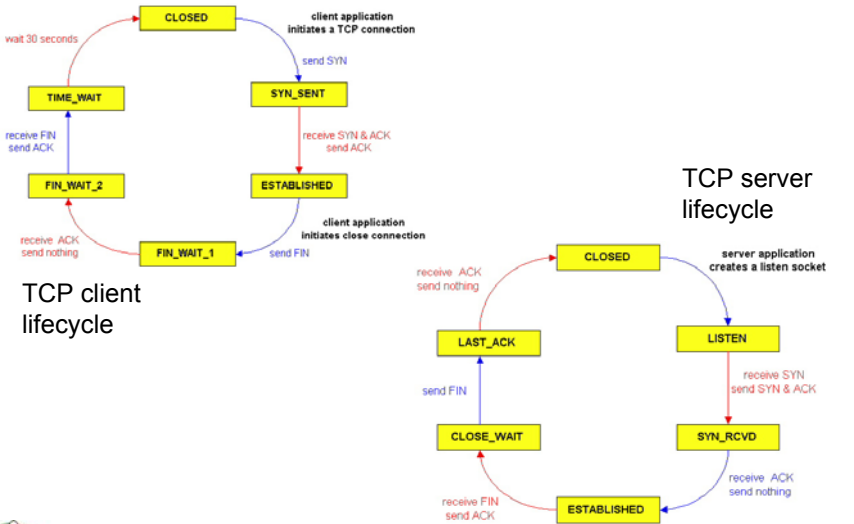 CLOSED
client application
initiates a TCP connection
wait 30 seconds
send SYN
TIME_WAIT
SYN_SENT
receive FIN
send ACK
receive SYN & ACK
send ACK
FIN_WAIT_2
ESTABLISHED
client application
initiates close connection
receive ACK
send nothing
FIN_WAIT_1
send FIN
TCP client
lifecycle
TCP server
lifecycle
CLOSED
server application
creates a listen socket
receive ACK
send nothing
LAST_ACK
LISTEN
receive SYN
send SYN & ACK
send FIN
CLOSE_WAIT
SYN_RCVD
receive ACK
send nothing
receive FIN
send ACK
ESTABLISHED